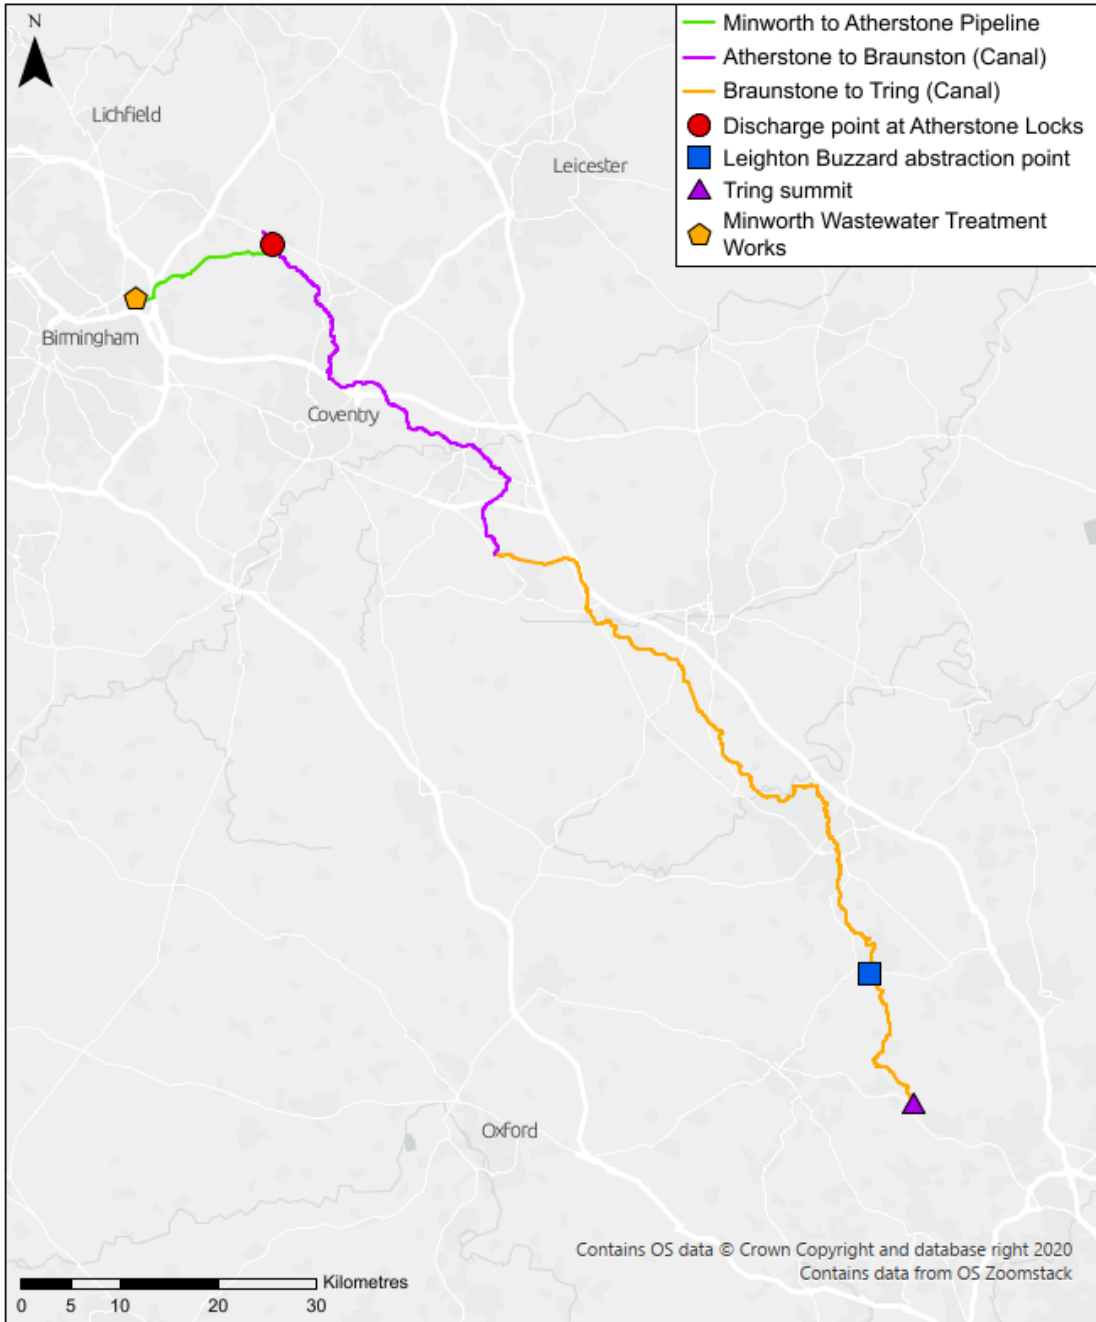 N
Minworth to Atherstone Pipeline
Atherstone to Braunston (Canal)
Braunstone to Tring (Canal)
Discharge point at Atherstone Locks
Leighton Buzzard abstraction point
Tring summit
Minworth Wastewater Treatment
Works
Lichfield
Leicester
Birmingham
Coventry
Oxford
Contains OS data © Crown Copyright and database right 2020
Contains data from OS Zoomstack
Kilometres
0 5 10 20 30